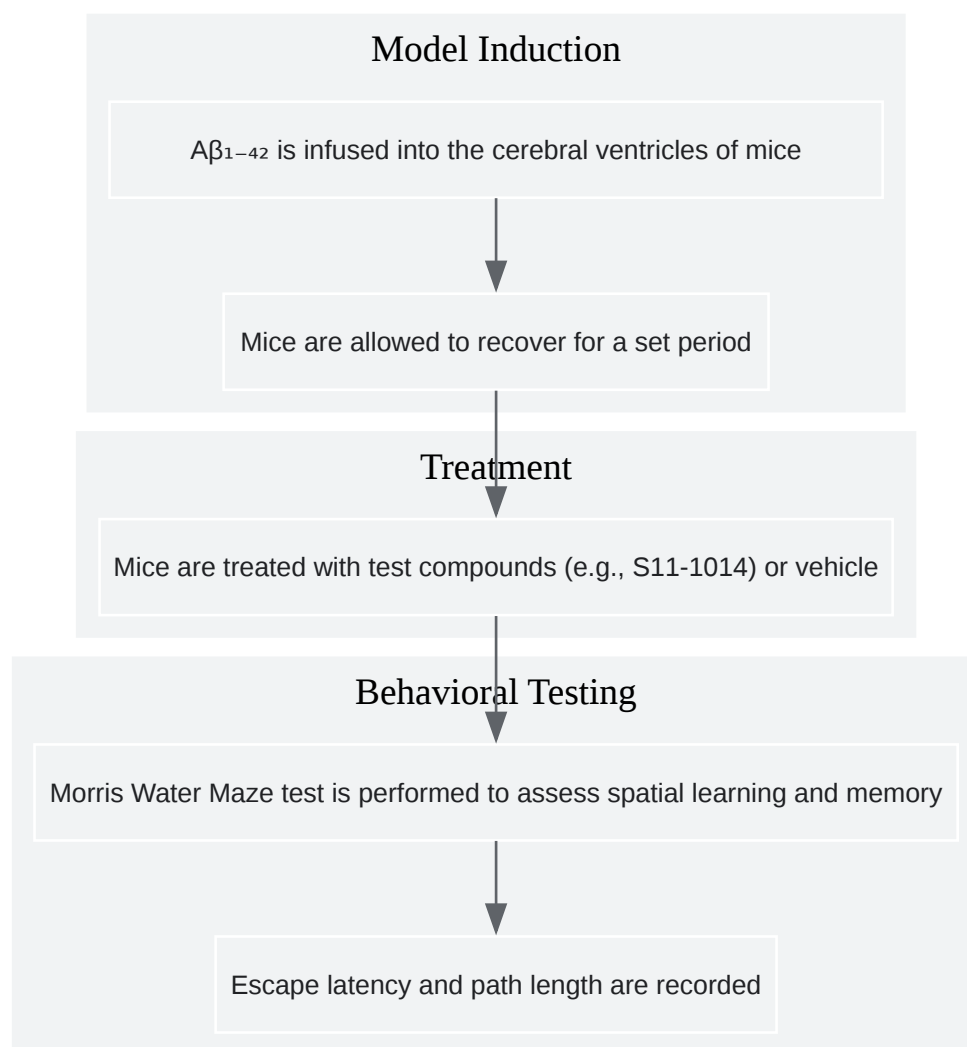 Model Induction
Aβ₁₋₄₂ is infused into the cerebral ventricles of mice
Mice are allowed to recover for a set period
Treatment
Mice are treated with test compounds (e.g., S11-1014) or vehicle
Behavioral Testing
Morris Water Maze test is performed to assess spatial learning and memory
Escape latency and path length are recorded